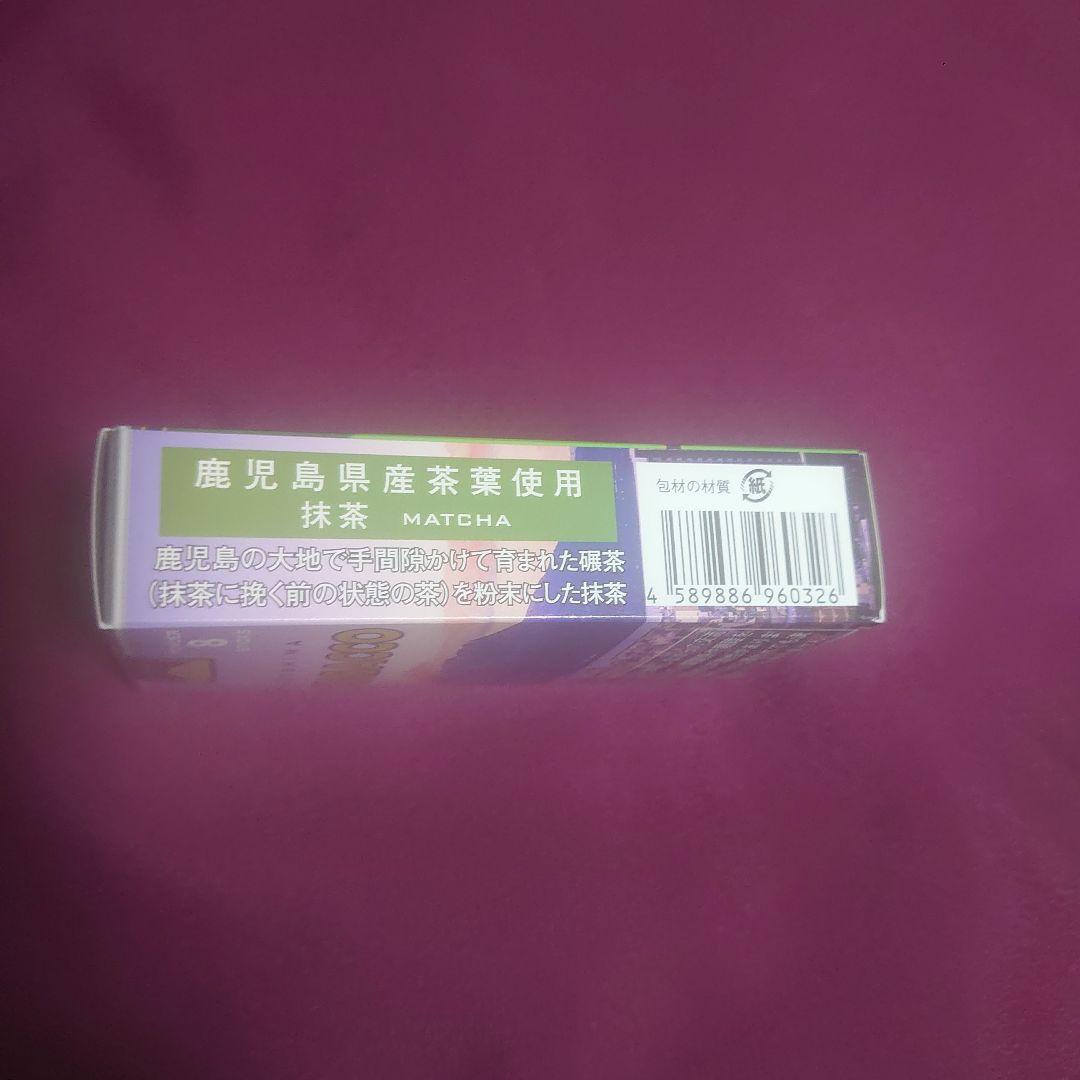 鹿児島県産茶葉使用
抹茶 MATCHA
鹿児島の大地で手間隙かけて育まれた碾茶
(抹茶に挽く前の状態の茶)を粉末にした抹茶
包材の材質 紙
4 589886 960326
8